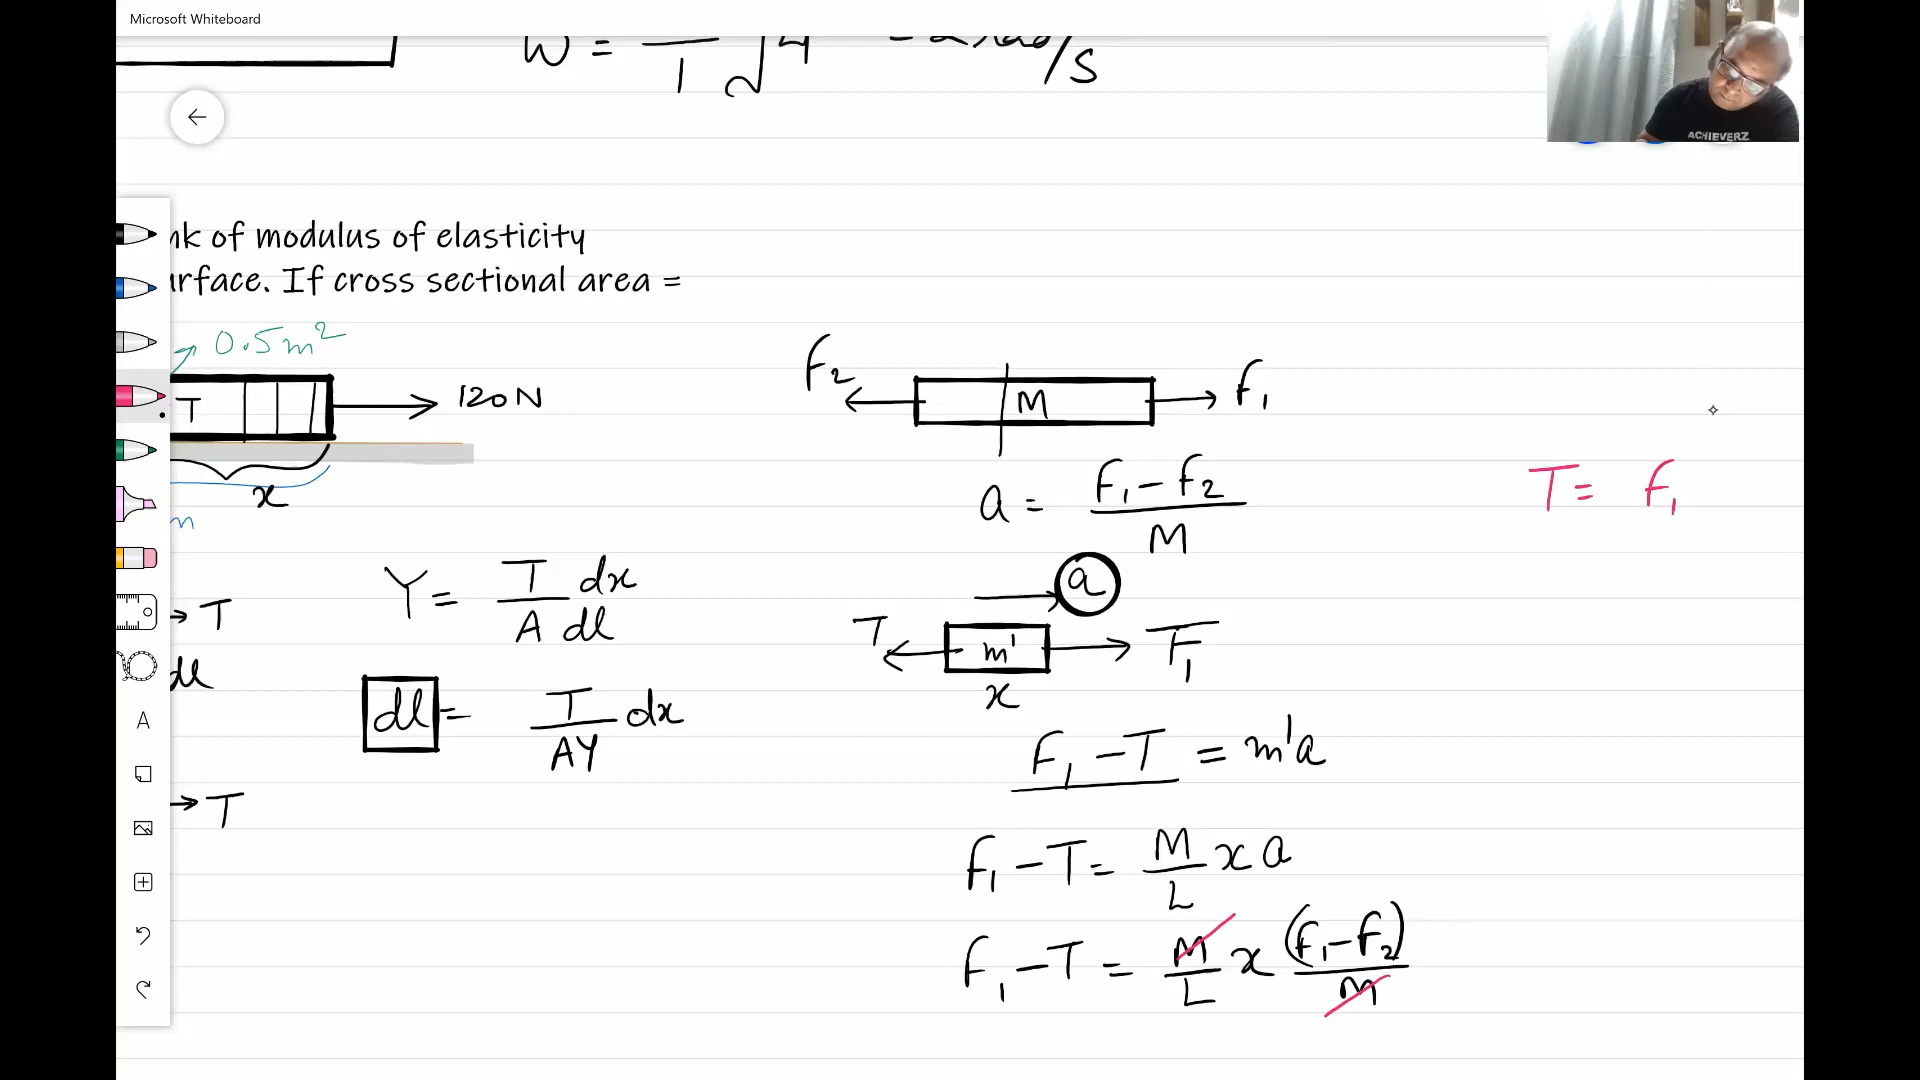 Microsoft Whiteboard
ACHIEVERZ
nk of modulus of elasticity
urface. If cross sectional area =
0.5m²
T
120N
x
m
F₂ M F₁
a = (F₁ - F₂) / M
T = F₁
a
T m' F₁
x
Y = T dx / A dl
→ T
dl
dl = T / AY dx
→ T
F₁ - T = m'a
F₁ - T = M/L x a
F₁ - T = M/L x (F₁ - F₂) / M
A